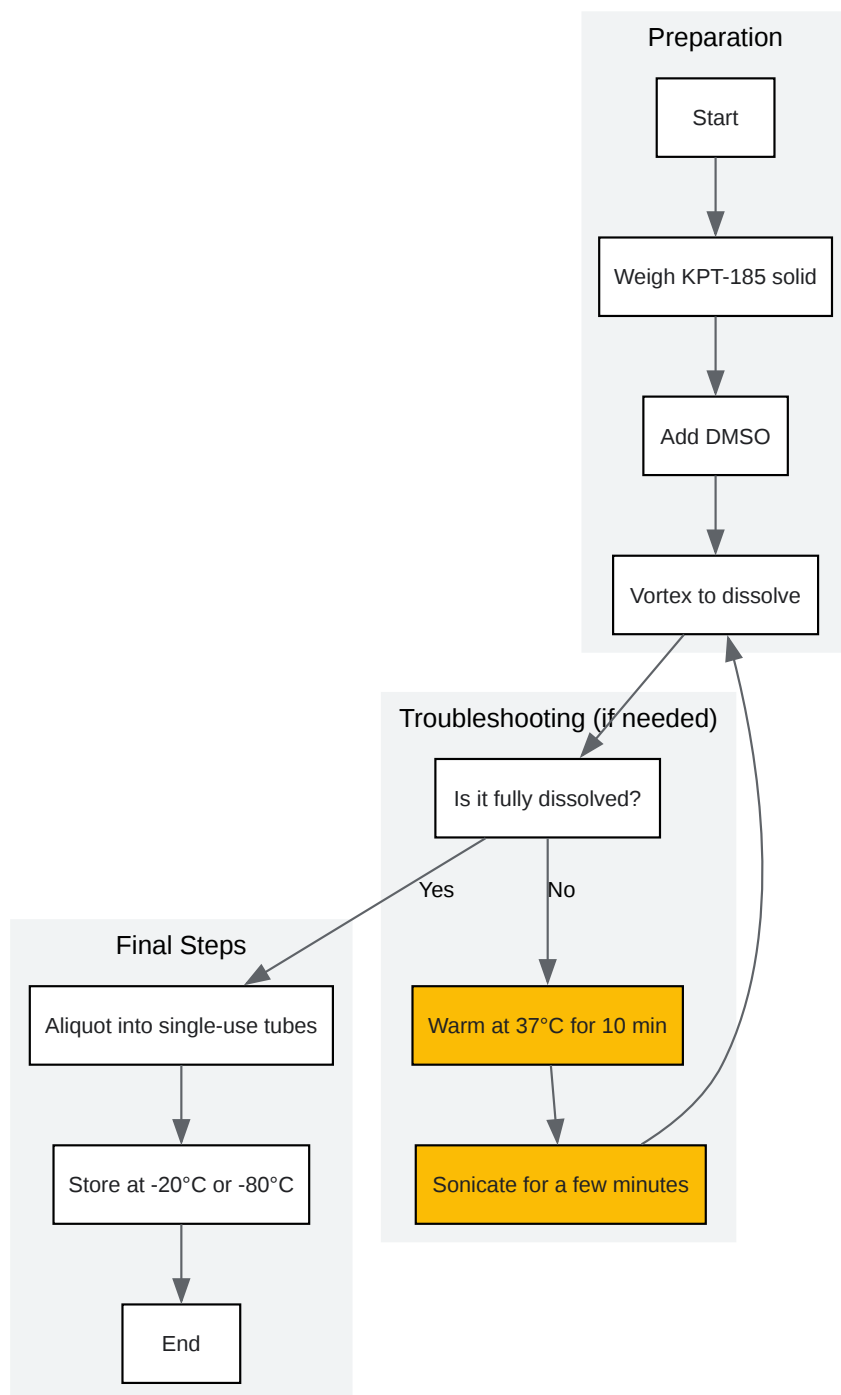 Preparation
Start
Weigh KPT-185 solid
Add DMSO
Vortex to dissolve
Troubleshooting (if needed)
Is it fully dissolved?
Yes
No
Final Steps
Aliquot into single-use tubes
Warm at 37°C for 10 min
Store at -20°C or -80°C
Sonicate for a few minutes
End